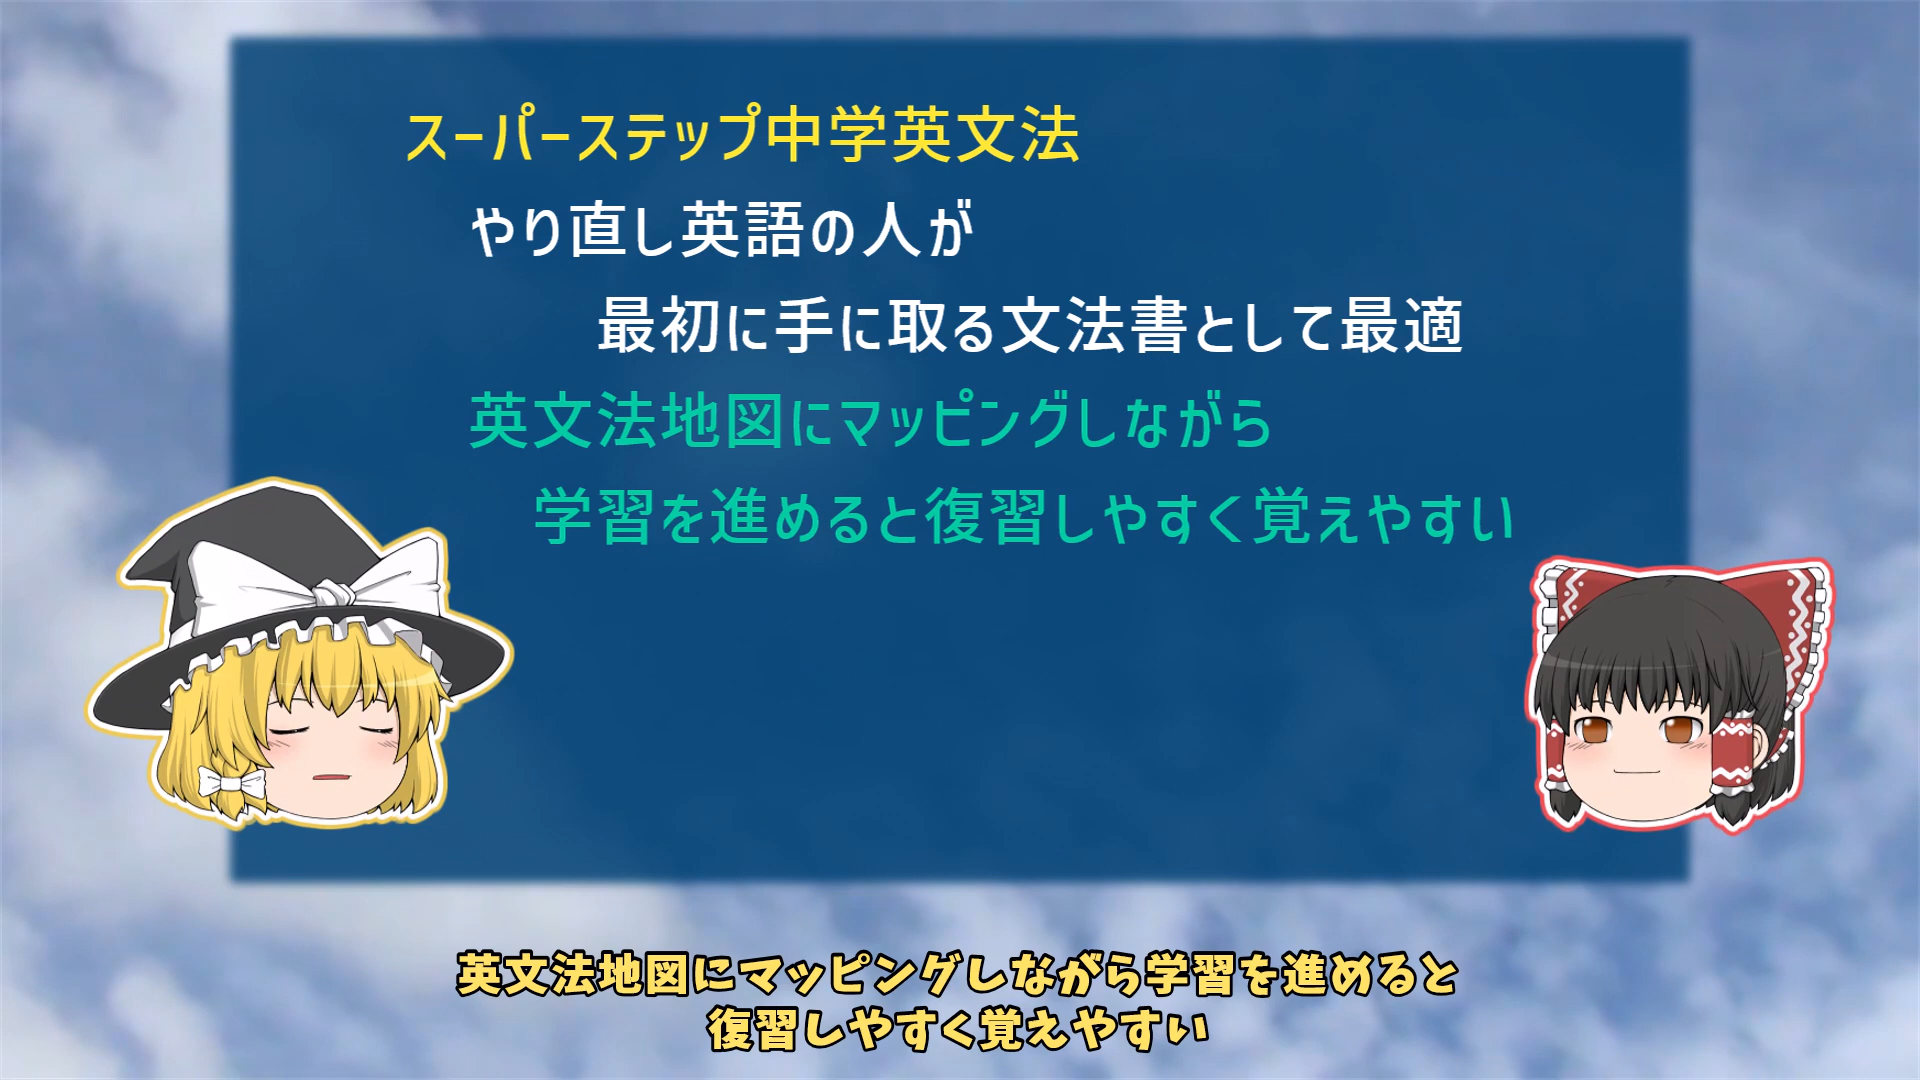 スーパーステップ中学英文法
やり直し英語の人が
最初に手に取る文法書として最適
英文法地図にマッピングしながら
学習を進めると復習しやすく覚えやすい
英文法地図にマッピングしながら学習を進めると
復習しやすく覚えやすい